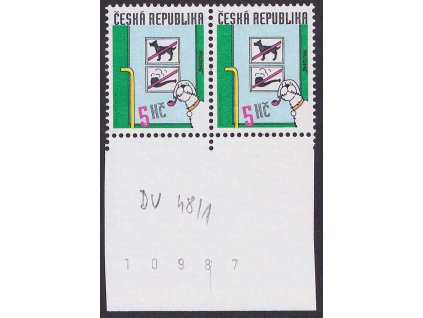 ČESKÁ REPUBLIKA ČESKÁ REPUBLIKA
5 Kč 5 Kč
DV 48/1
10987